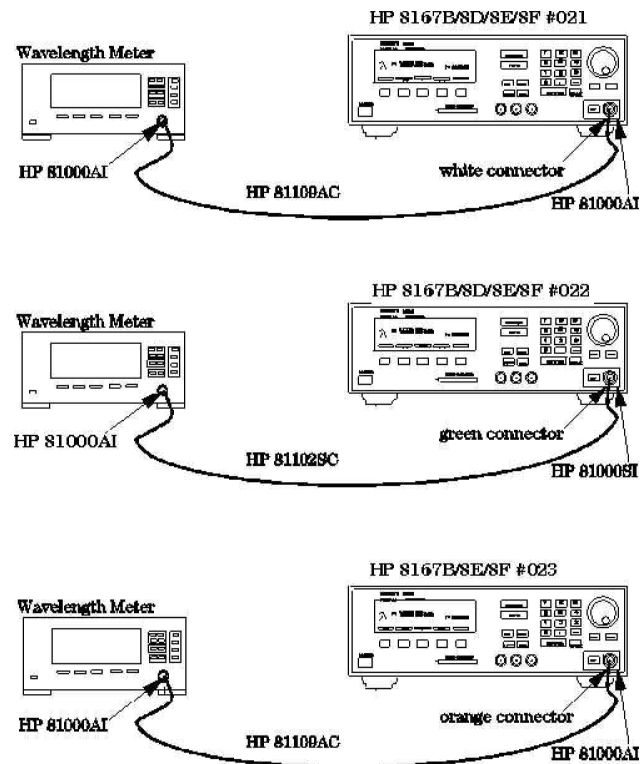 HP 8167B/8D/8E/8F #021
Wavelength Meter
HP 81000AI
white connector
HP 81109AC
HP 81000AI
HP 8167B/8D/8E/8F #022
Wavelength Meter
HP 81000AI
green connector
HP 81102SC
HP 81000SI
HP 8167B/8E/8F #023
Wavelength Meter
HP 81000AI
orange connector
HP 81109AC
HP 81000AI